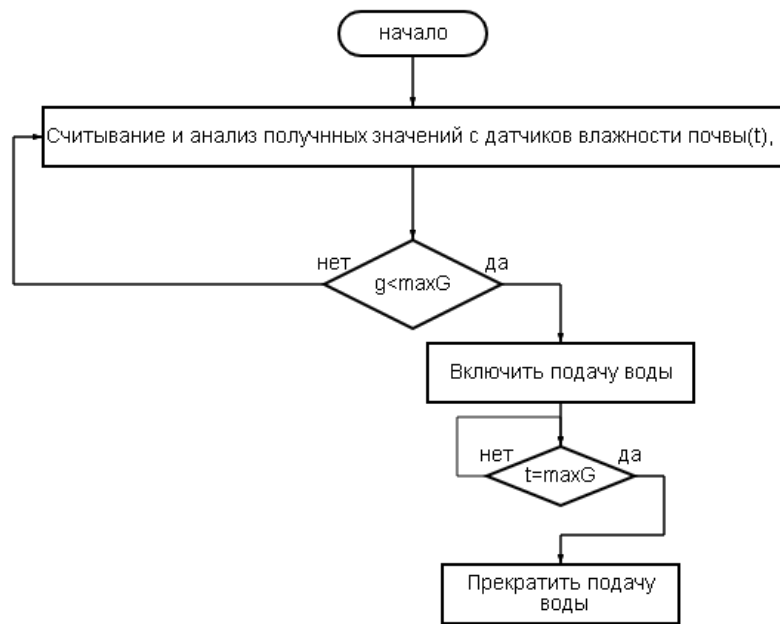 начало
Считывание и анализ получнных значений с датчиков влажности почвы(t),
нет
да
g<maxG
Включить подачу воды
нет
да
t=maxG
Прекратить подачу
воды